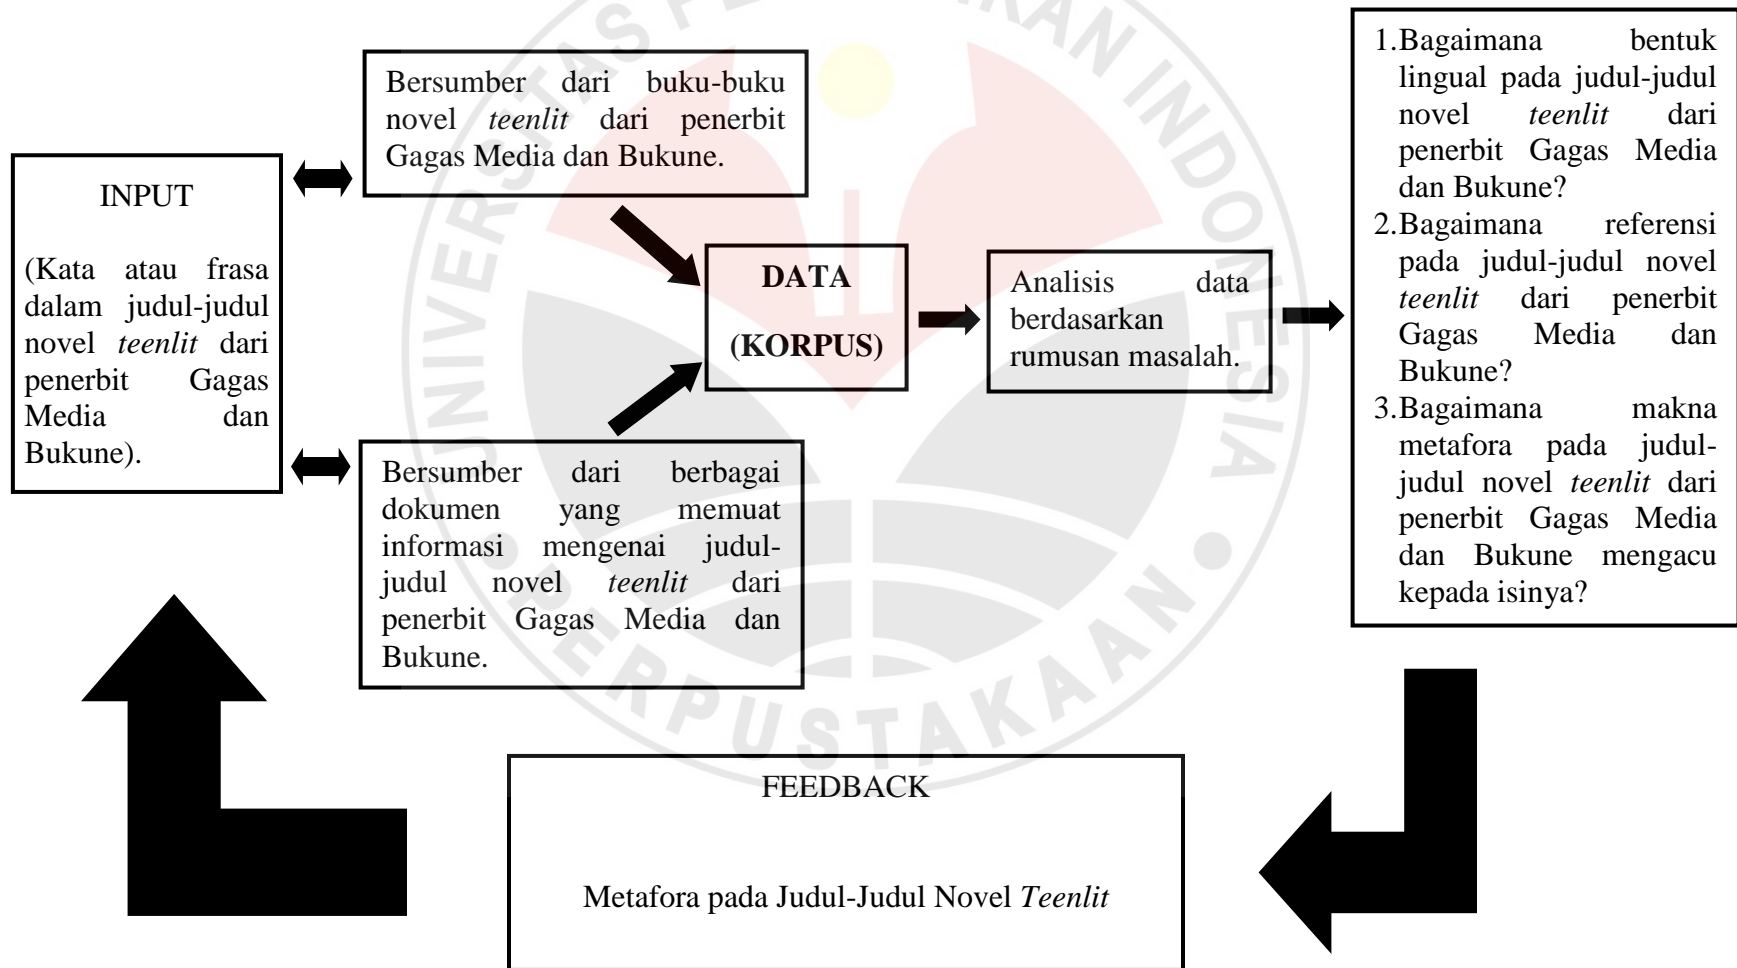 INPUT
(Kata atau frasa
dalam judul-judul
novel teenlit dari
penerbit Gagas
Media dan
Bukune).
Bersumber dari buku-buku
novel teenlit dari penerbit
Gagas Media dan Bukune.
Bersumber dari berbagai
dokumen yang memuat
informasi mengenai judul-
judul novel teenlit dari
penerbit Gagas Media dan
Bukune.
DATA
(KORPUS)
Analisis data
berdasarkan
rumusan masalah.
1.Bagaimana bentuk
lingual pada judul-judul
novel teenlit dari
penerbit Gagas Media
dan Bukune?
2.Bagaimana referensi
pada judul-judul novel
teenlit dari penerbit
Gagas Media dan
Bukune?
3.Bagaimana makna
metafora pada judul-
judul novel teenlit dari
penerbit Gagas Media
dan Bukune mengacu
kepada isinya?
FEEDBACK
Metafora pada Judul-Judul Novel Teenlit
PERPUSTAKAAN